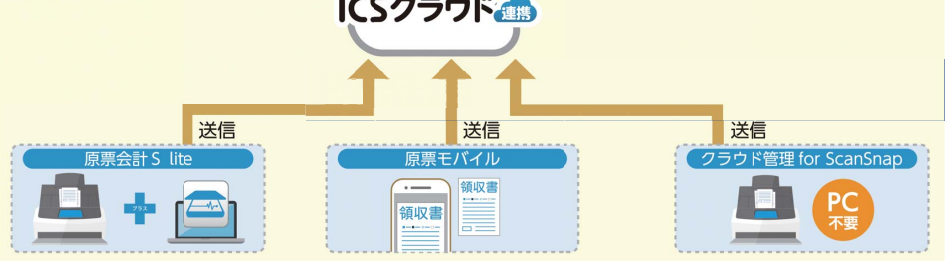 ICSクラウド 連携
送信
送信
送信
原票会計S lite
原票モバイル
クラウド管理 for ScanSnap
プラス
領収書
領収書
PC
不要